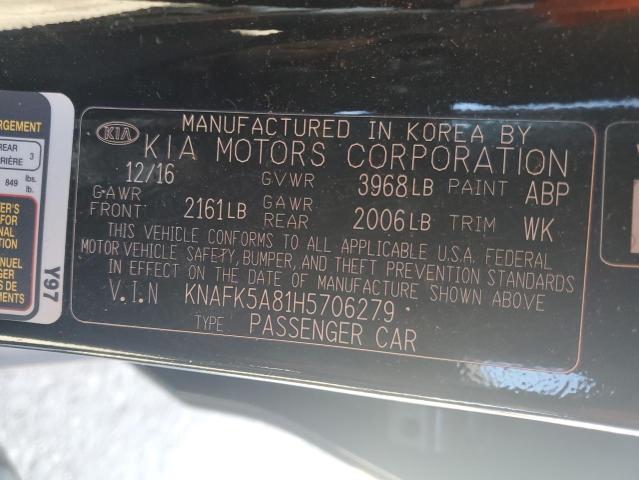 KIA
MANUFACTURED IN KOREA BY
KIA MOTORS CORPORATION
12/16 GVWR 3968LB PAINT ABP
GAWR FRONT 2161LB GAWR REAR 2006LB TRIM WK
THIS VEHICLE CONFORMS TO ALL APPLICABLE U.S.A. FEDERAL
MOTOR VEHICLE SAFETY, BUMPER, AND THEFT PREVENTION STANDARDS
IN EFFECT ON THE DATE OF MANUFACTURE SHOWN ABOVE
V.I.N KNAFK5A81H5706279
TYPE PASSENGER CAR
ARGEMENT
REAR
3
849 lbs.
lb.
Y97